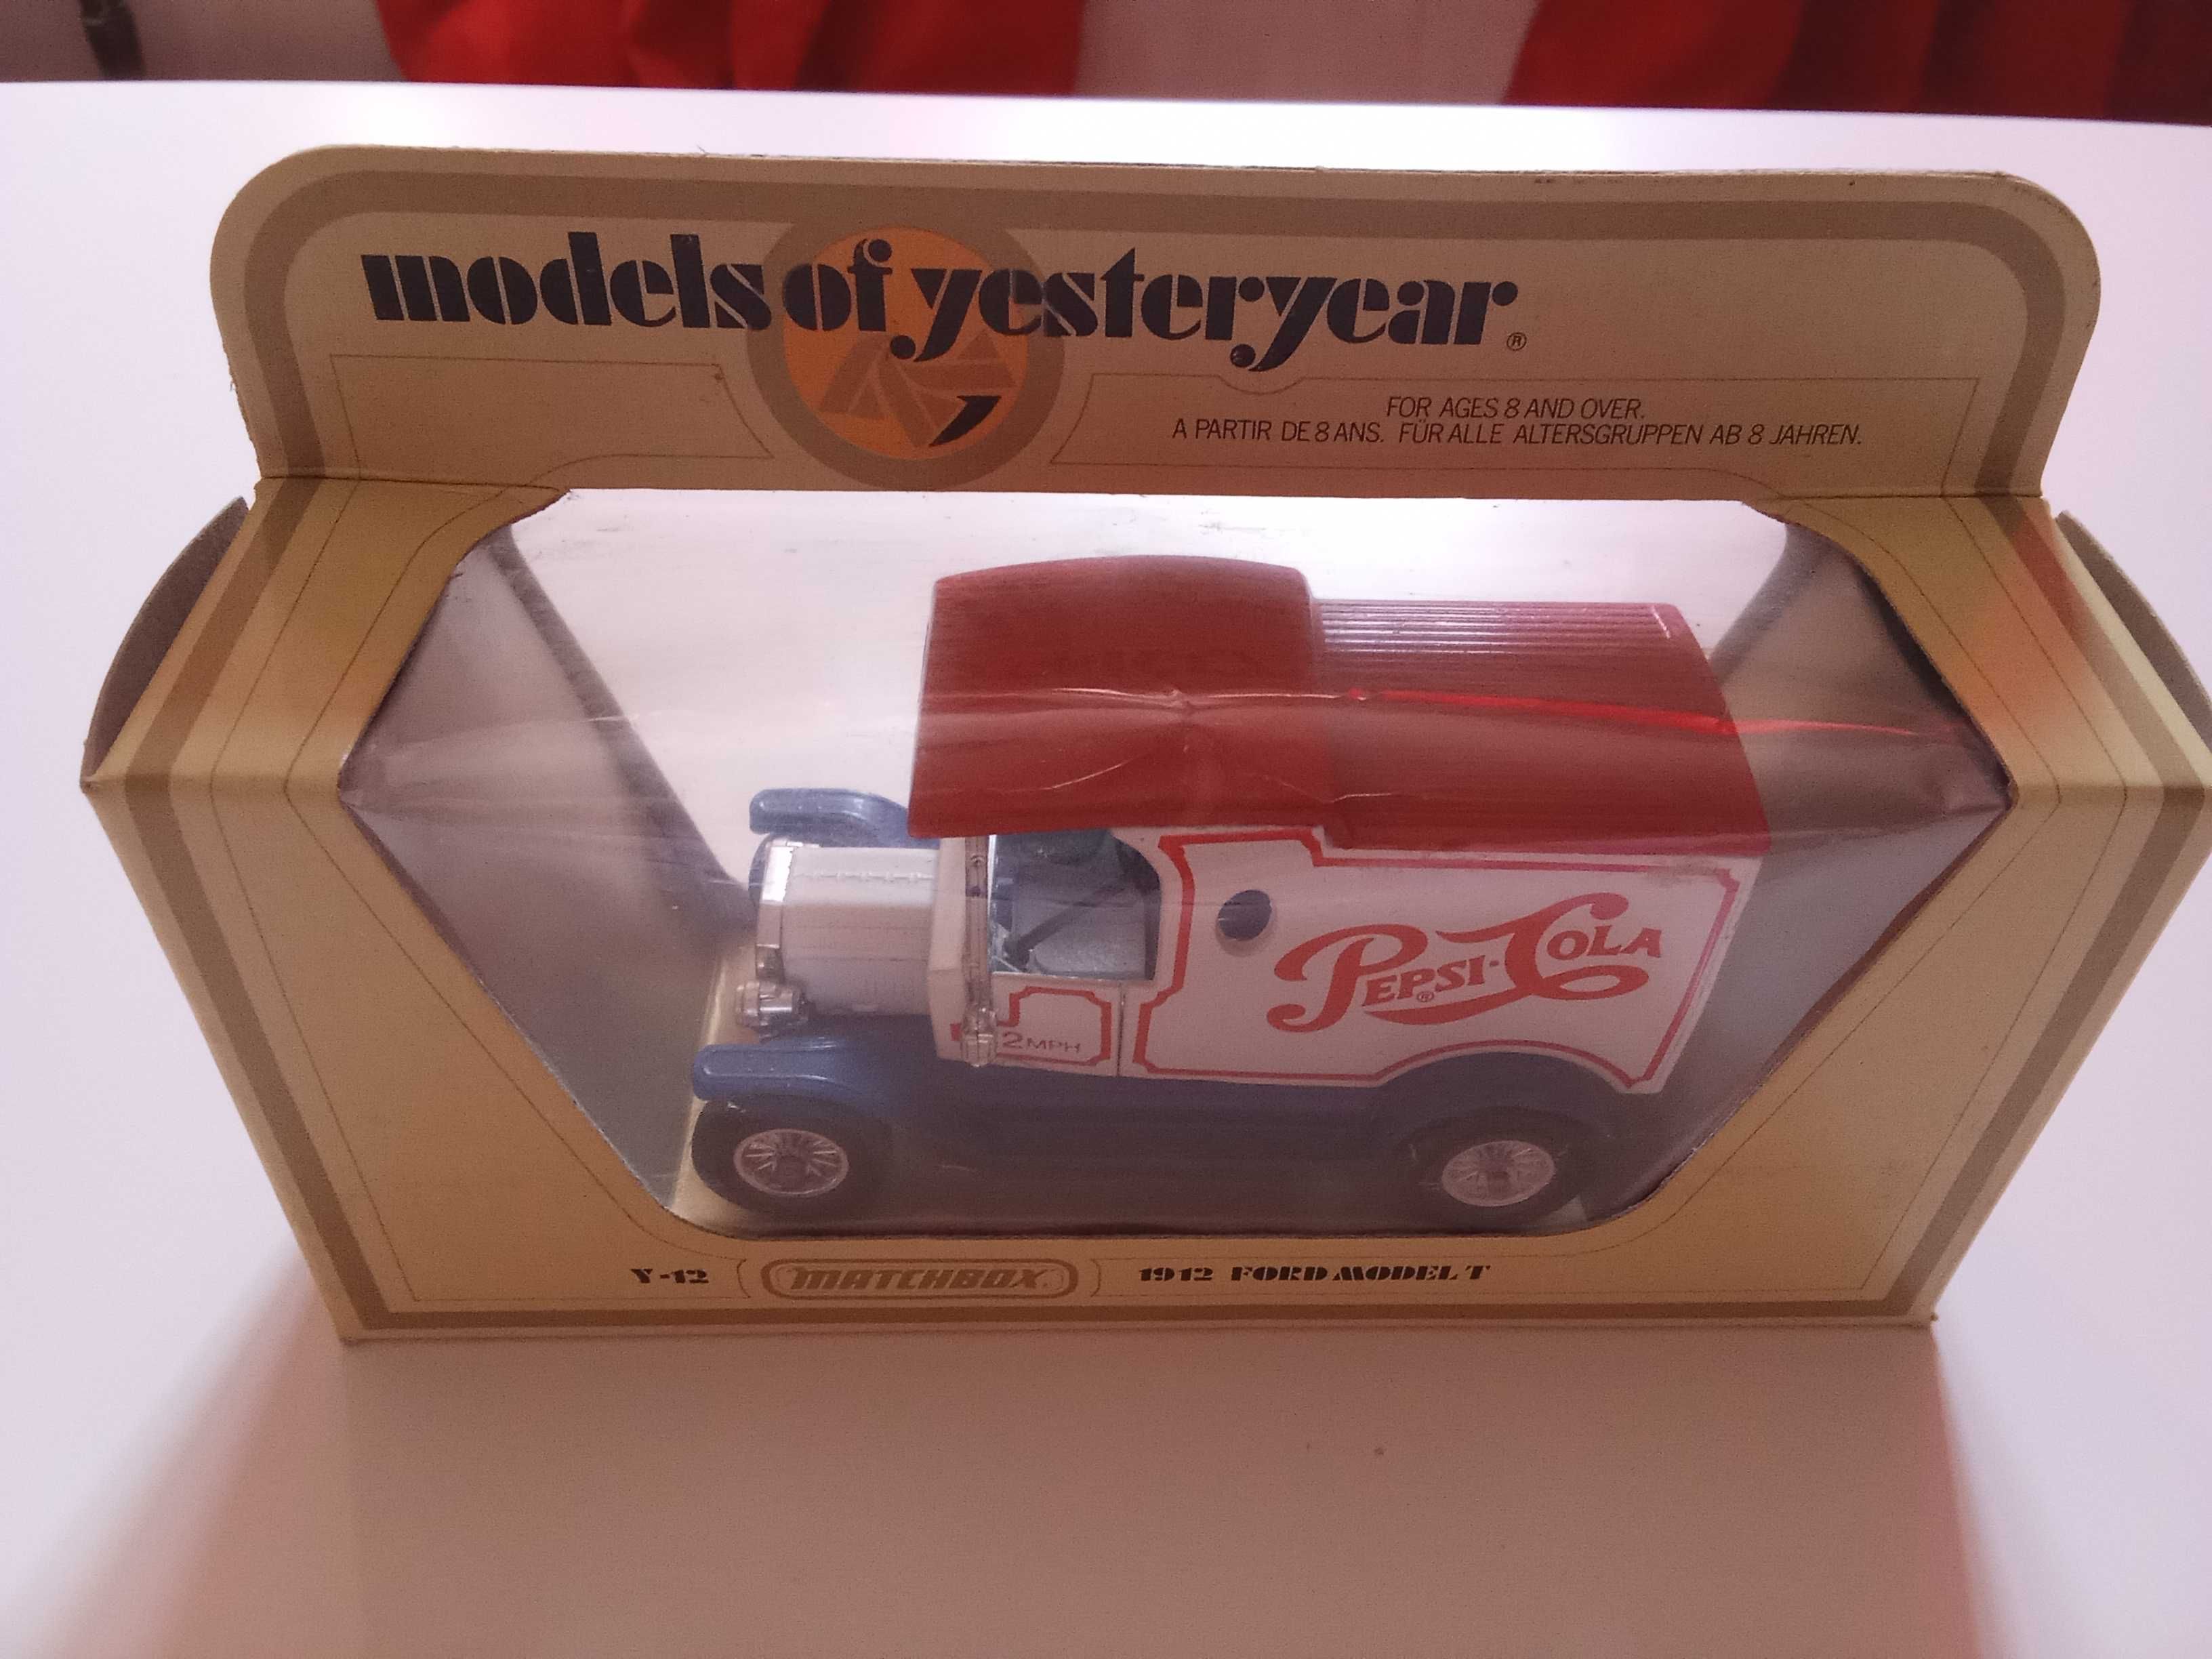 models of yesteryear®
FOR AGES 8 AND OVER.
A PARTIR DE 8 ANS. FÜR ALLE ALTERSGRUPPEN AB 8 JAHREN.
PEPSI-COLA®
2 MPH
Y-12 MATCHBOX 1912 FORD MODEL T